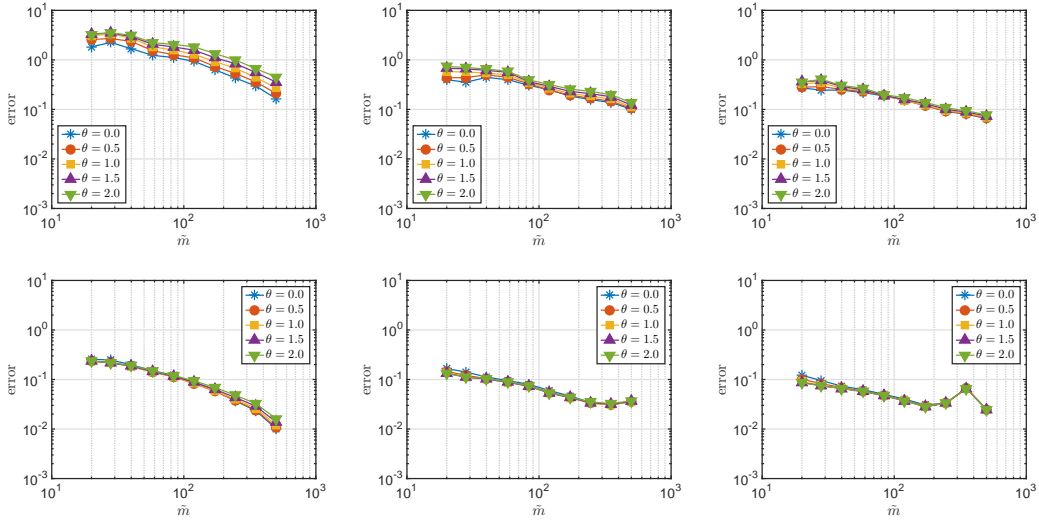 10^1
10^0
10^-1
10^-2
10^-3
error
θ = 0.0
θ = 0.5
θ = 1.0
θ = 1.5
θ = 2.0
10^1 10^2 10^3
m̃
10^1
10^0
10^-1
10^-2
10^-3
error
θ = 0.0
θ = 0.5
θ = 1.0
θ = 1.5
θ = 2.0
10^1 10^2 10^3
m̃
10^1
10^0
10^-1
10^-2
10^-3
error
θ = 0.0
θ = 0.5
θ = 1.0
θ = 1.5
θ = 2.0
10^1 10^2 10^3
m̃
10^1
10^0
10^-1
10^-2
10^-3
error
θ = 0.0
θ = 0.5
θ = 1.0
θ = 1.5
θ = 2.0
10^1 10^2 10^3
m̃
10^1
10^0
10^-1
10^-2
10^-3
error
θ = 0.0
θ = 0.5
θ = 1.0
θ = 1.5
θ = 2.0
10^1 10^2 10^3
m̃
10^1
10^0
10^-1
10^-2
10^-3
error
θ = 0.0
θ = 0.5
θ = 1.0
θ = 1.5
θ = 2.0
10^1 10^2 10^3
m̃